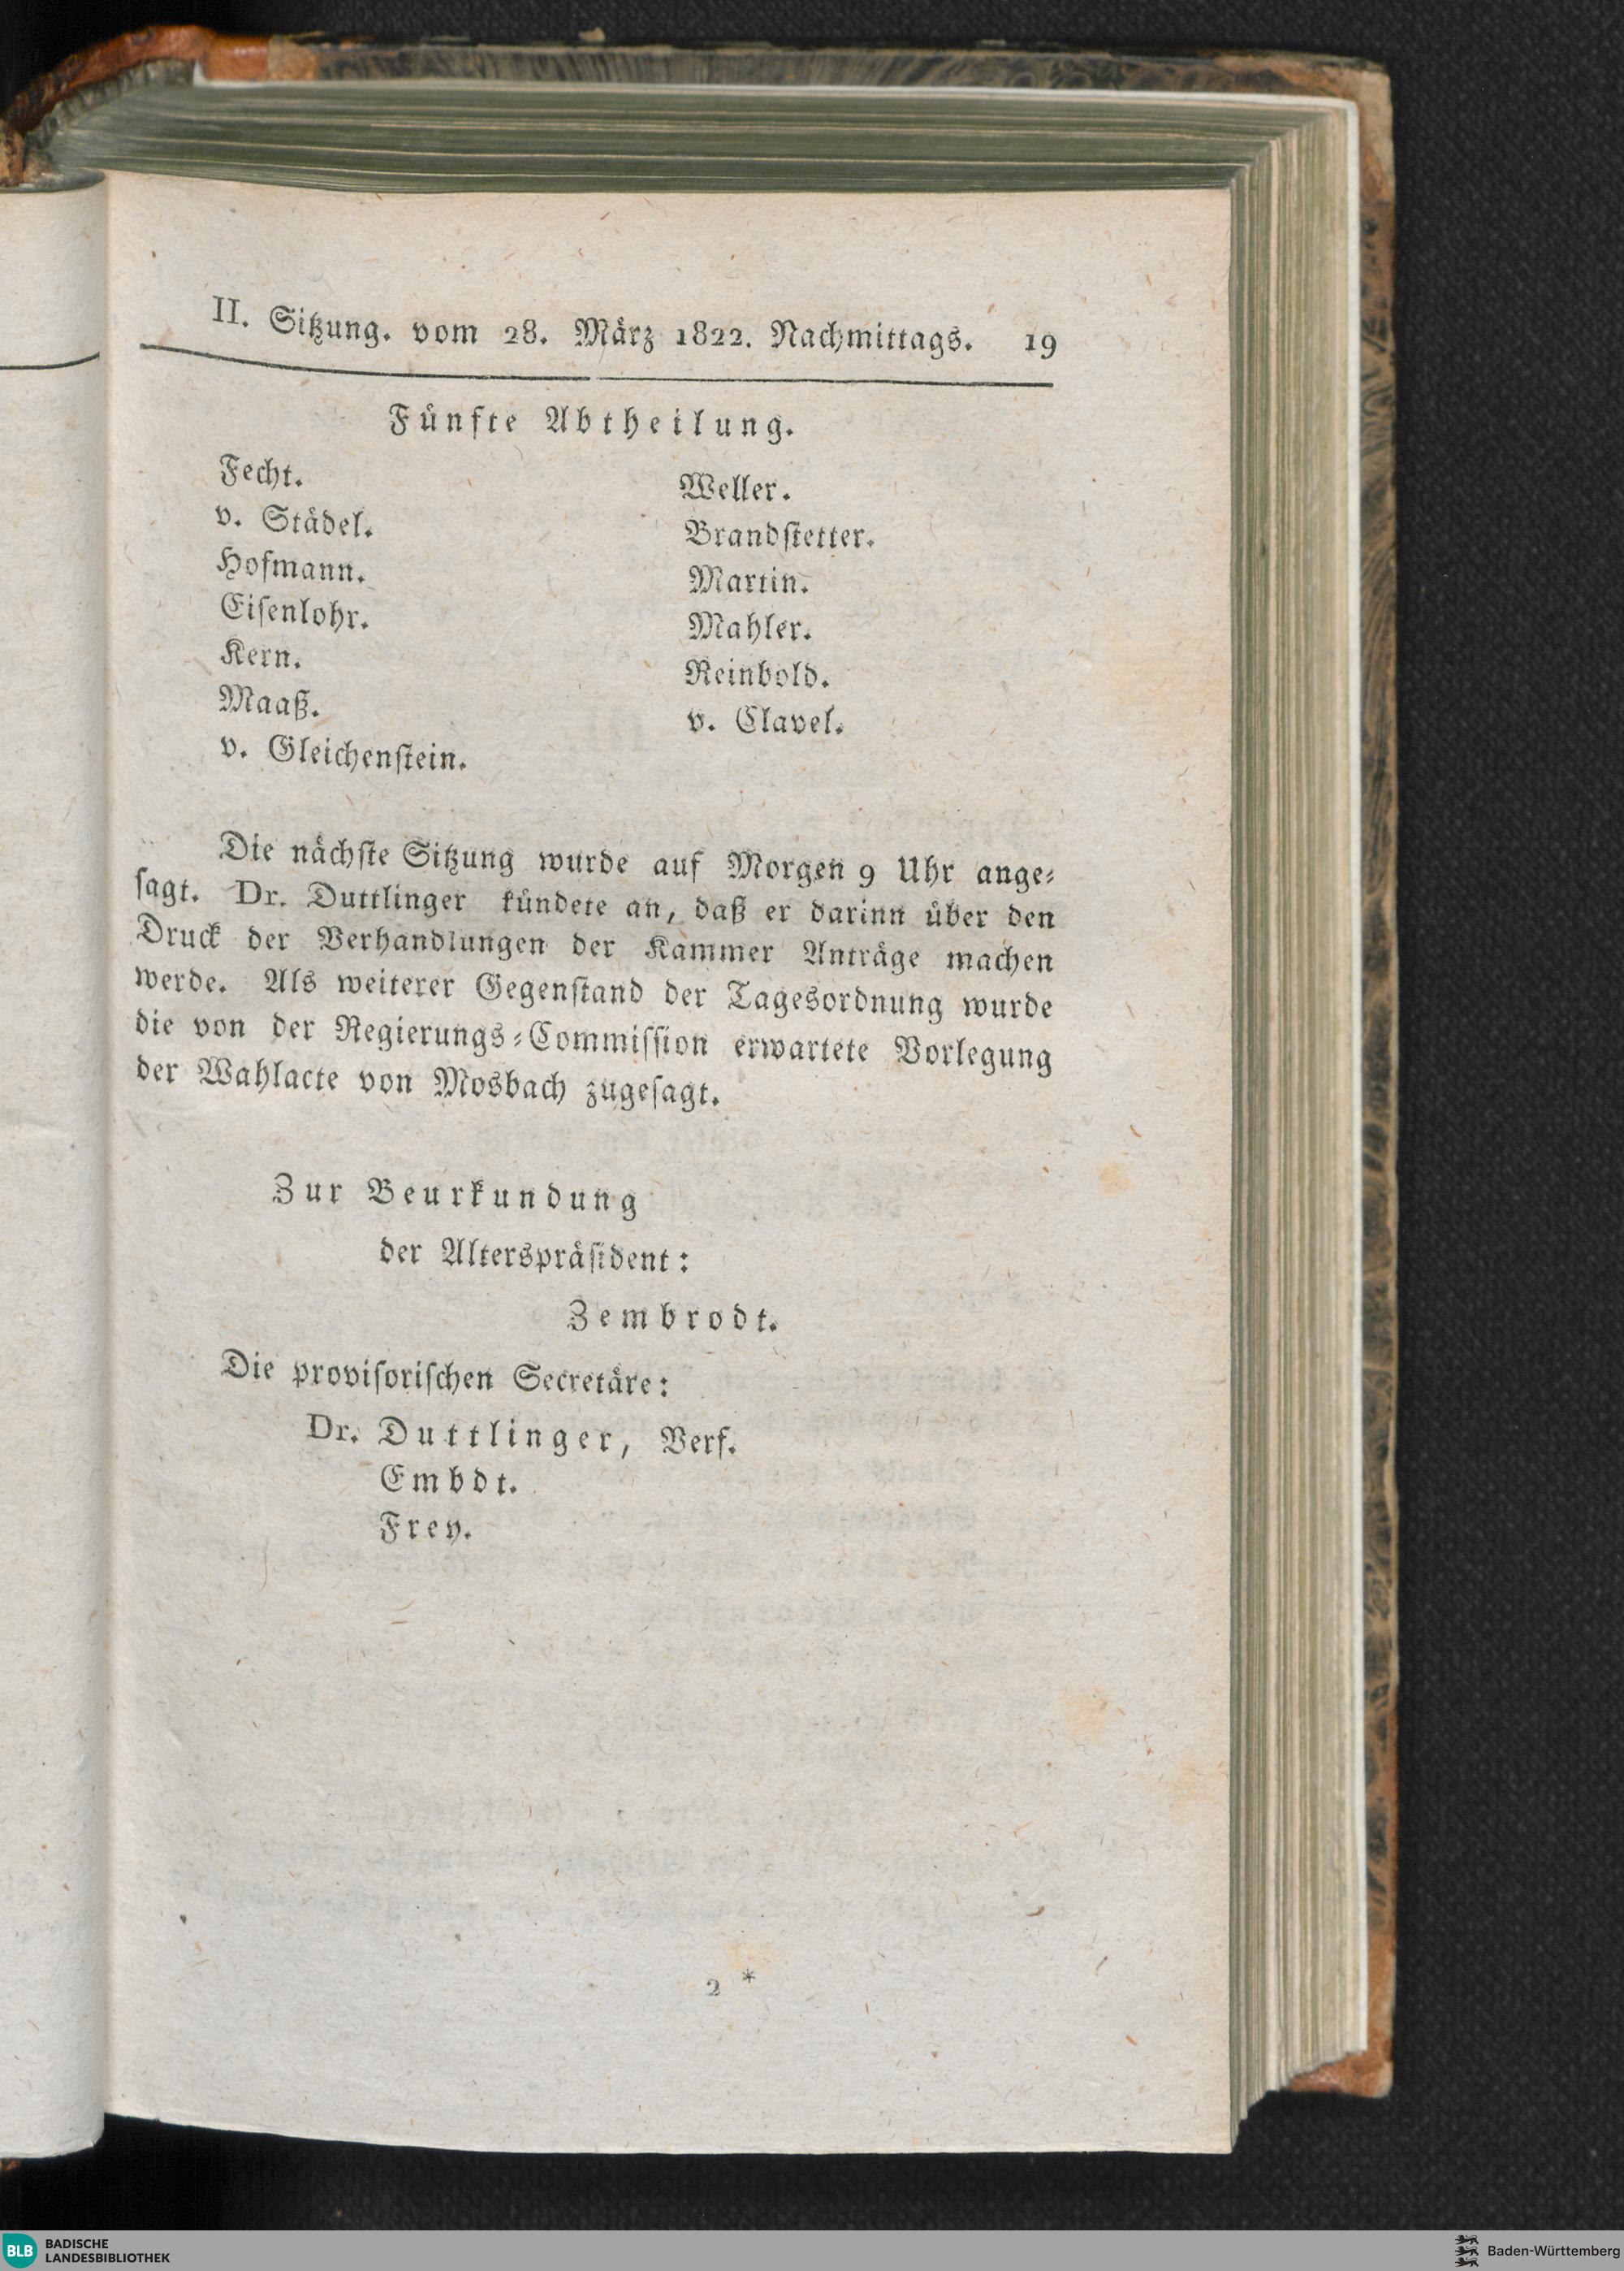 II. Sitzung. vom 28. März 1822. Nachmittags. 19
Fünfte Abtheilung.
Fecht.
v. Städel.
Hofmann.
Eisenlohr.
Kern.
Maaß.
v. Gleichenstein.
Weller.
Brandstetter.
Martin.
Mahler.
Reinbold.
v. Clavel.
Die nächste Sitzung wurde auf Morgen 9 Uhr ange-
sagt. Dr. Duttlinger kündete an, daß er darinn über den
Druck der Verhandlungen der Kammer Anträge machen
werde. Als weiterer Gegenstand der Tagesordnung wurde
die von der Regierungs-Commission erwartete Vorlegung
der Wahlacte von Mosbach zugesagt.
Zur Beurkundung
der Alterspräsident:
Zembrodt.
Die provisorischen Secretäre:
Dr. Duttlinger, Verf.
Embdt.
Frey.
2 *
BLB BADISCHE
LANDESBIBLIOTHEK
Baden-Württemberg